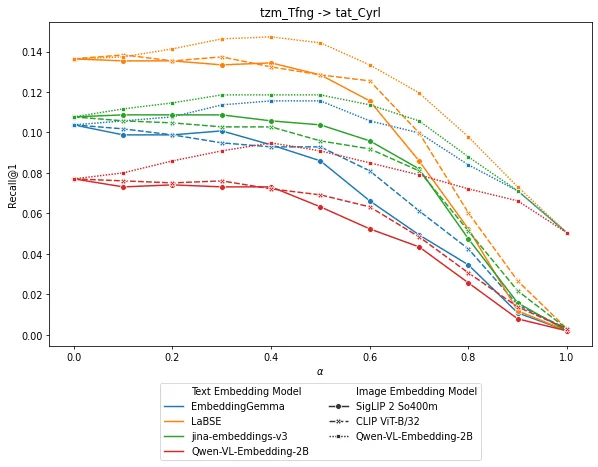 tzm_Tfng -> tat_Cyrl
Recall@1
0.14
0.12
0.10
0.08
0.06
0.04
0.02
0.00
0.0 0.2 0.4 0.6 0.8 1.0
α
Text Embedding Model
EmbeddingGemma
LaBSE
jina-embeddings-v3
Qwen-VL-Embedding-2B
Image Embedding Model
SigLIP 2 So400m
CLIP ViT-B/32
Qwen-VL-Embedding-2B